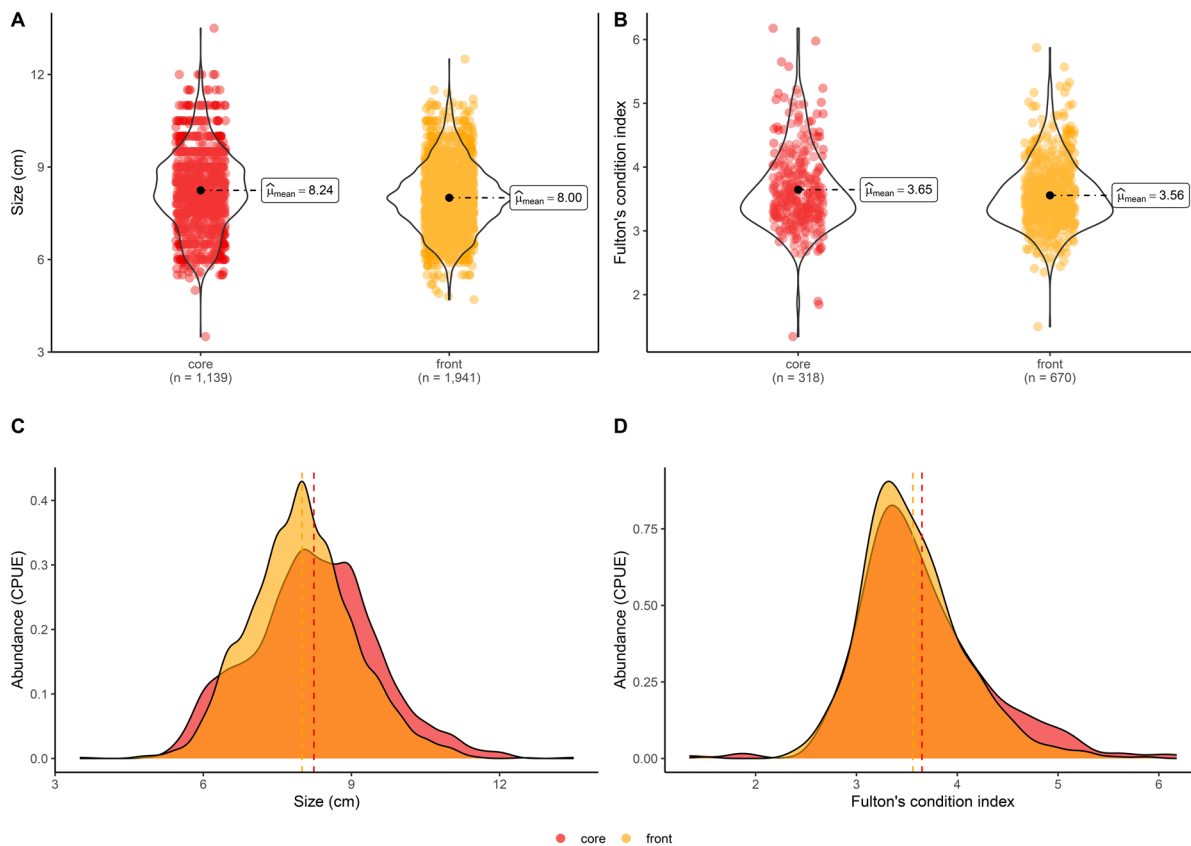 A
Size (cm)
12
9
6
3
μ̂mean = 8.24
μ̂mean = 8.00
core
(n = 1,139)
front
(n = 1,941)
B
Fulton's condition index
6
5
4
3
2
μ̂mean = 3.65
μ̂mean = 3.56
core
(n = 318)
front
(n = 670)
C
Abundance (CPUE)
0.4
0.3
0.2
0.1
0.0
3 6 9 12
Size (cm)
D
Abundance (CPUE)
0.75
0.50
0.25
0.00
2 3 4 5 6
Fulton's condition index
core front